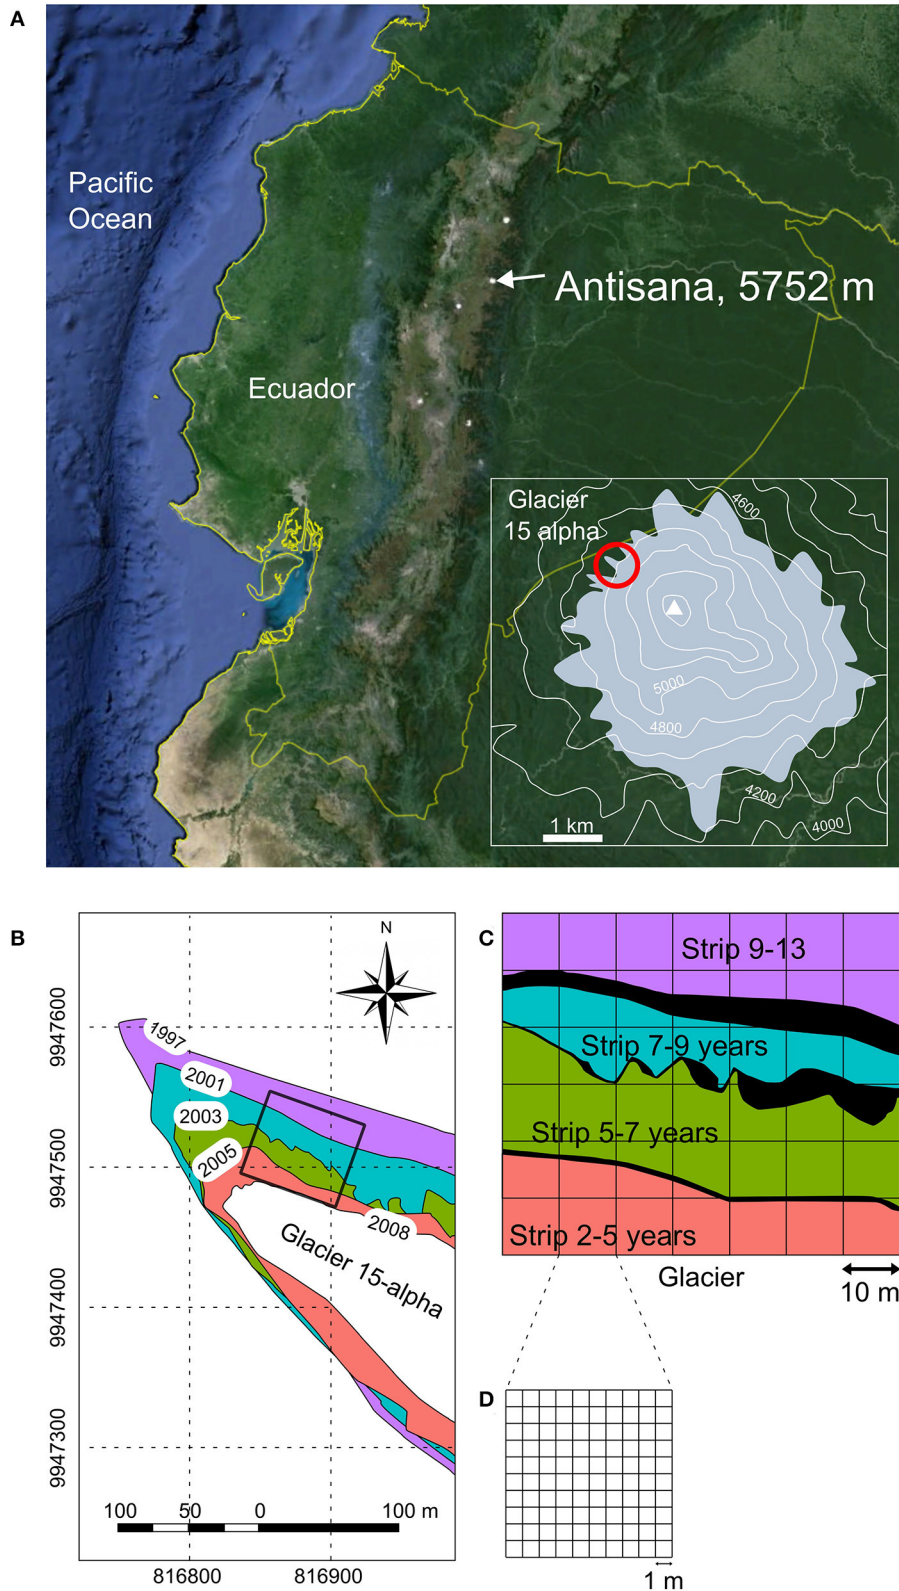 A
Pacific
Ocean
Antisana, 5752 m
Ecuador
Glacier
15 alpha
4600
5000
4800
4200
4000
1 km
B
N
9947600
9947500
9947400
9947300
1997
2001
2003
2005
2008
Glacier 15-alpha
100 50 0 100 m
816800 816900
C
Strip 9-13
Strip 7-9 years
Strip 5-7 years
Strip 2-5 years
Glacier
10 m
D
1 m